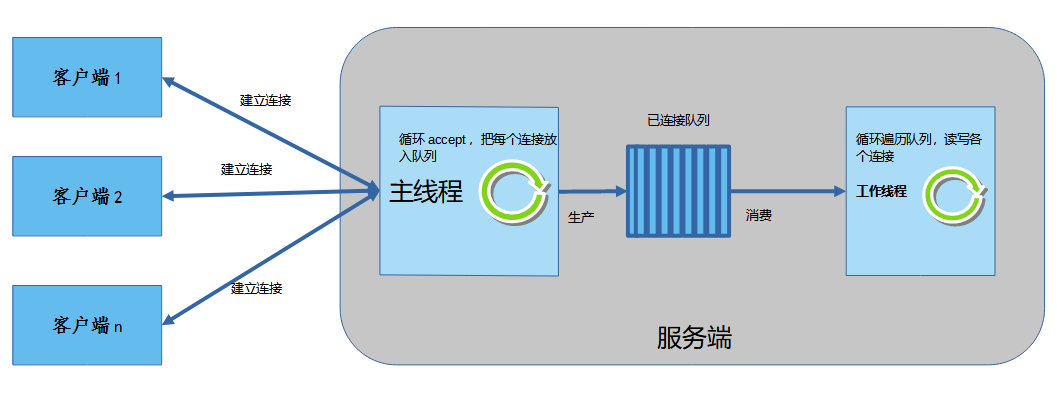 客户端 1
建立连接
客户端 2
建立连接
客户端 n
建立连接
循环 accept ，把每个连接放
入队列
主线程
生产
已连接队列
消费
循环遍历队列，读写各
个连接
工作线程
服务端